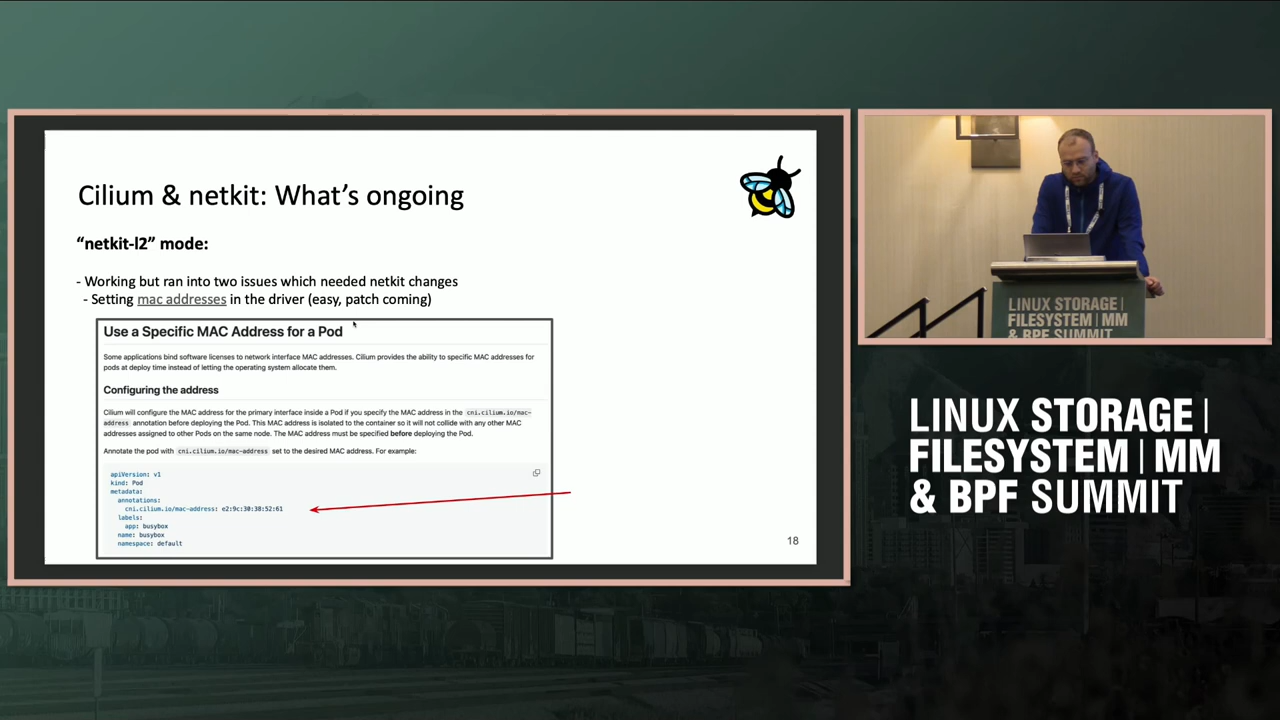 Cilium & netkit: What's ongoing
"netkit-l2" mode:
- Working but ran into two issues which needed netkit changes
- Setting mac addresses in the driver (easy, patch coming)
Use a Specific MAC Address for a Pod
Some applications bind software licenses to network interface MAC addresses. Cilium provides the ability to specific MAC addresses for
pods at deploy time instead of letting the operating system allocate them.
Configuring the address
Cilium will configure the MAC address for the primary interface inside a Pod if you specify the MAC address in the cni.cilium.io/mac-
address annotation before deploying the Pod. This MAC address is isolated to the container so it will not collide with any other MAC
addresses assigned to other Pods on the same node. The MAC address must be specified before deploying the Pod.
Annotate the pod with cni.cilium.io/mac-address set to the desired MAC address. For example:
apiVersion: v1
kind: Pod
metadata:
annotations:
cni.cilium.io/mac-address: e2:9c:30:38:52:61
labels:
app: busybox
name: busybox
namespace: default
18
LINUX STORAGE |
FILESYSTEM | MM
& BPF SUMMIT
LINUX STORAGE |
FILESYSTEM | MM
& BPF SUMMIT